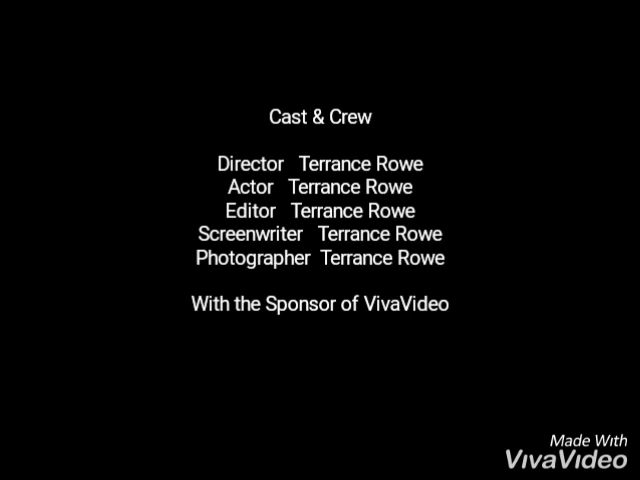 Cast & Crew
Director Terrance Rowe
Actor Terrance Rowe
Editor Terrance Rowe
Screenwriter Terrance Rowe
Photographer Terrance Rowe
With the Sponsor of VivaVideo
Made With
VivaVideo